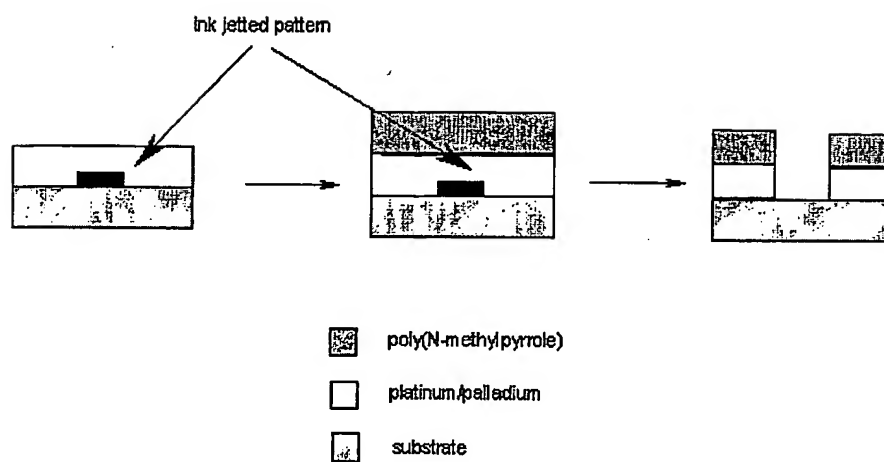 Ink jetted pattern
poly(N-methylpyrrole)
platinum/palladium
substrate